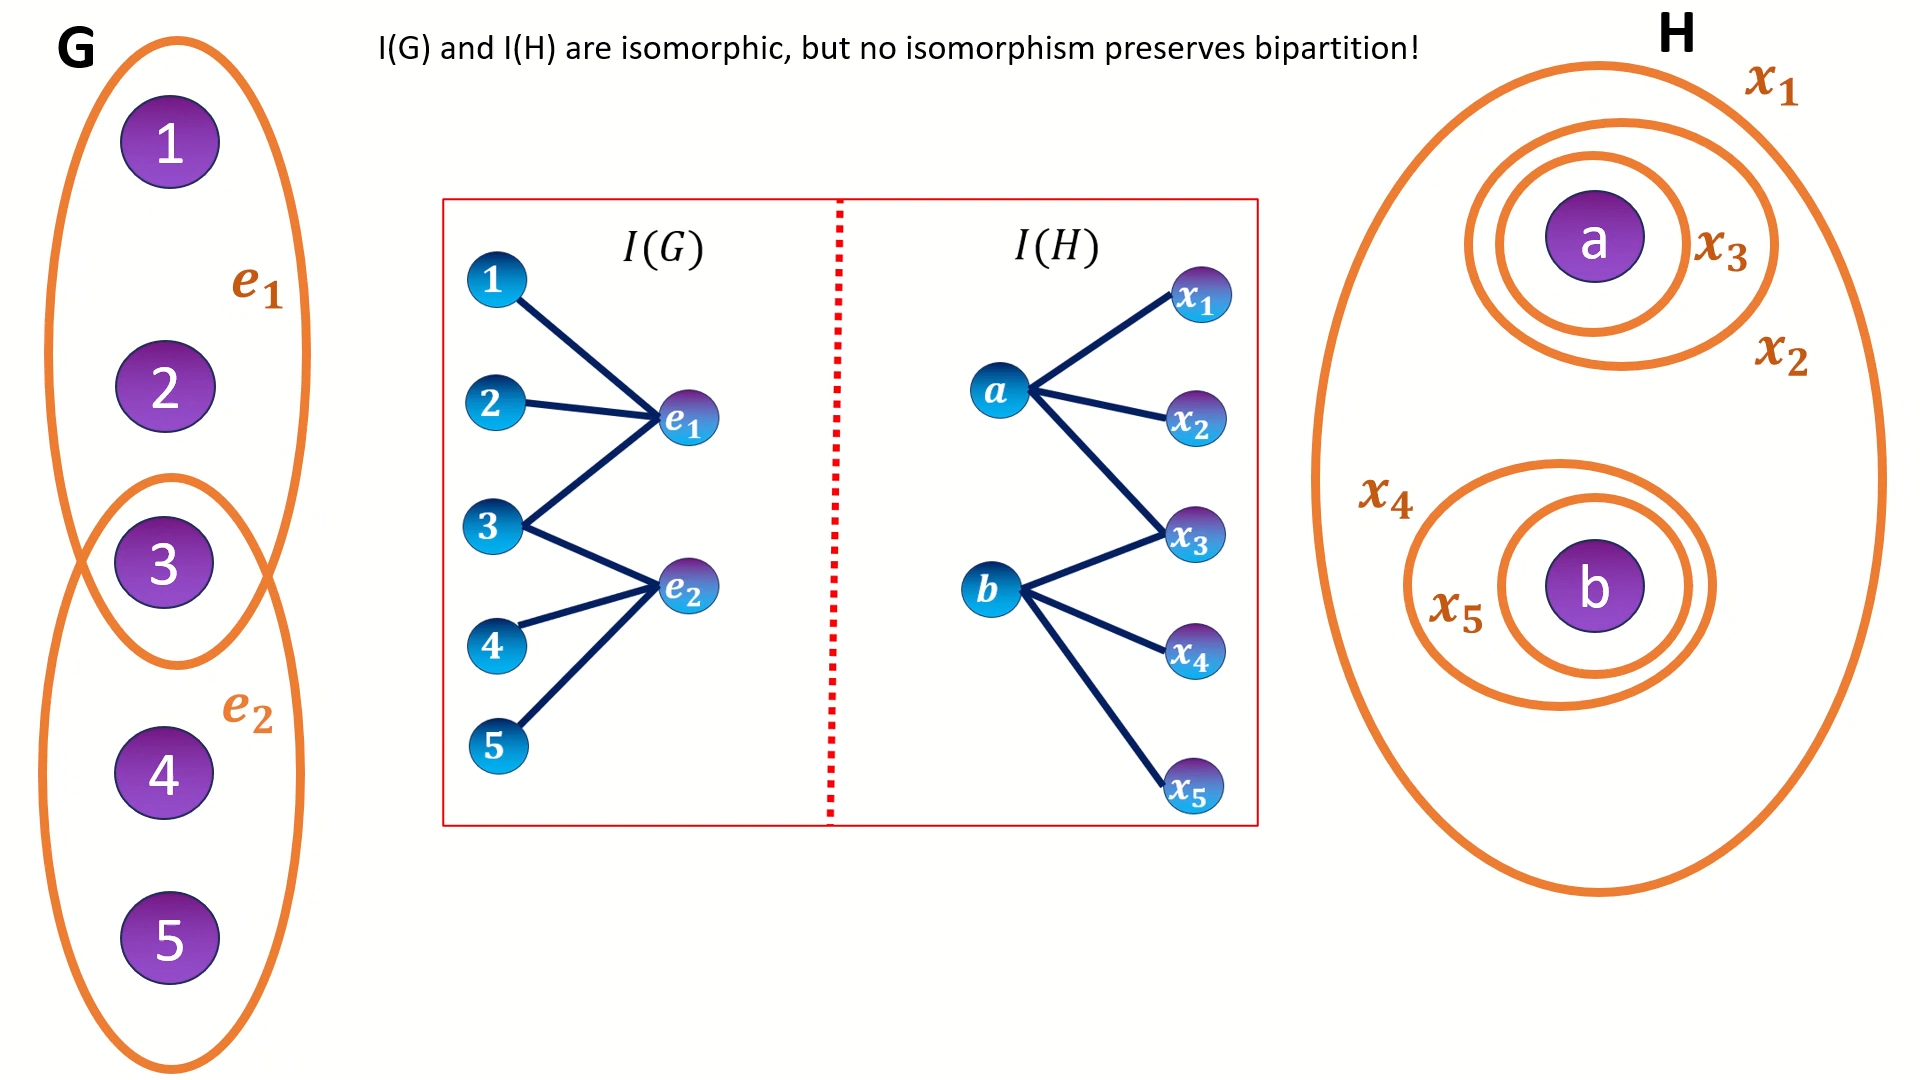 G
I(G) and I(H) are isomorphic, but no isomorphism preserves bipartition!
H
1
e₁
2
3
e₂
4
5
I(G)
1
2
3
4
5
e₁
e₂
I(H)
a
b
x₁
x₂
x₃
x₄
x₅
x₁
a
x₃
x₂
x₄
x₅
b